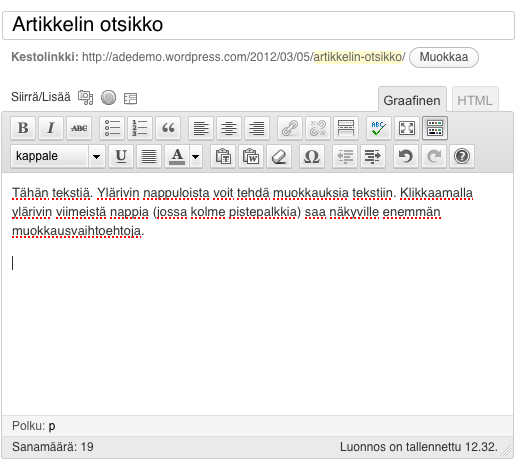 Artikkelin otsikko
Kestolinkki: http://adedemo.wordpress.com/2012/03/05/artikkelin-otsikko/ Muokkaa
Siirrä/Lisää
Graafinen HTML
B I ABC
ABC
kappale U A T W Ω ?
Tähän tekstiä. Ylärivin nappuloista voit tehdä muokkauksia tekstiin. Klikkaamalla
ylärivin viimeistä nappia (jossa kolme pistepalkkia) saa näkyville enemmän
muokkausvaihtoehtoja.
Polku: p
Sanamäärä: 19 Luonnos on tallennettu 12.32.